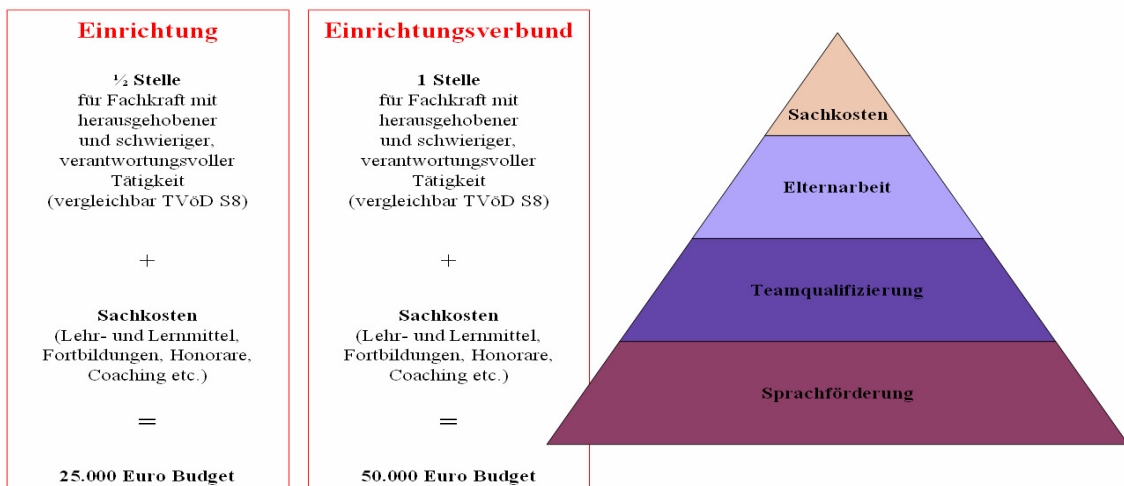 Einrichtung
½ Stelle
für Fachkraft mit
herausgehobener
und schwieriger,
verantwortungsvoller
Tätigkeit
(vergleichbar TVöD S8)
+
Sachkosten
(Lehr- und Lernmittel,
Fortbildungen, Honorare,
Coaching etc.)
=
25.000 Euro Budget
Einrichtungsverbund
1 Stelle
für Fachkraft mit
herausgehobener
und schwieriger,
verantwortungsvoller
Tätigkeit
(vergleichbar TVöD S8)
+
Sachkosten
(Lehr- und Lernmittel,
Fortbildungen, Honorare,
Coaching etc.)
=
50.000 Euro Budget
Sachkosten
Elternarbeit
Teamqualifizierung
Sprachförderung